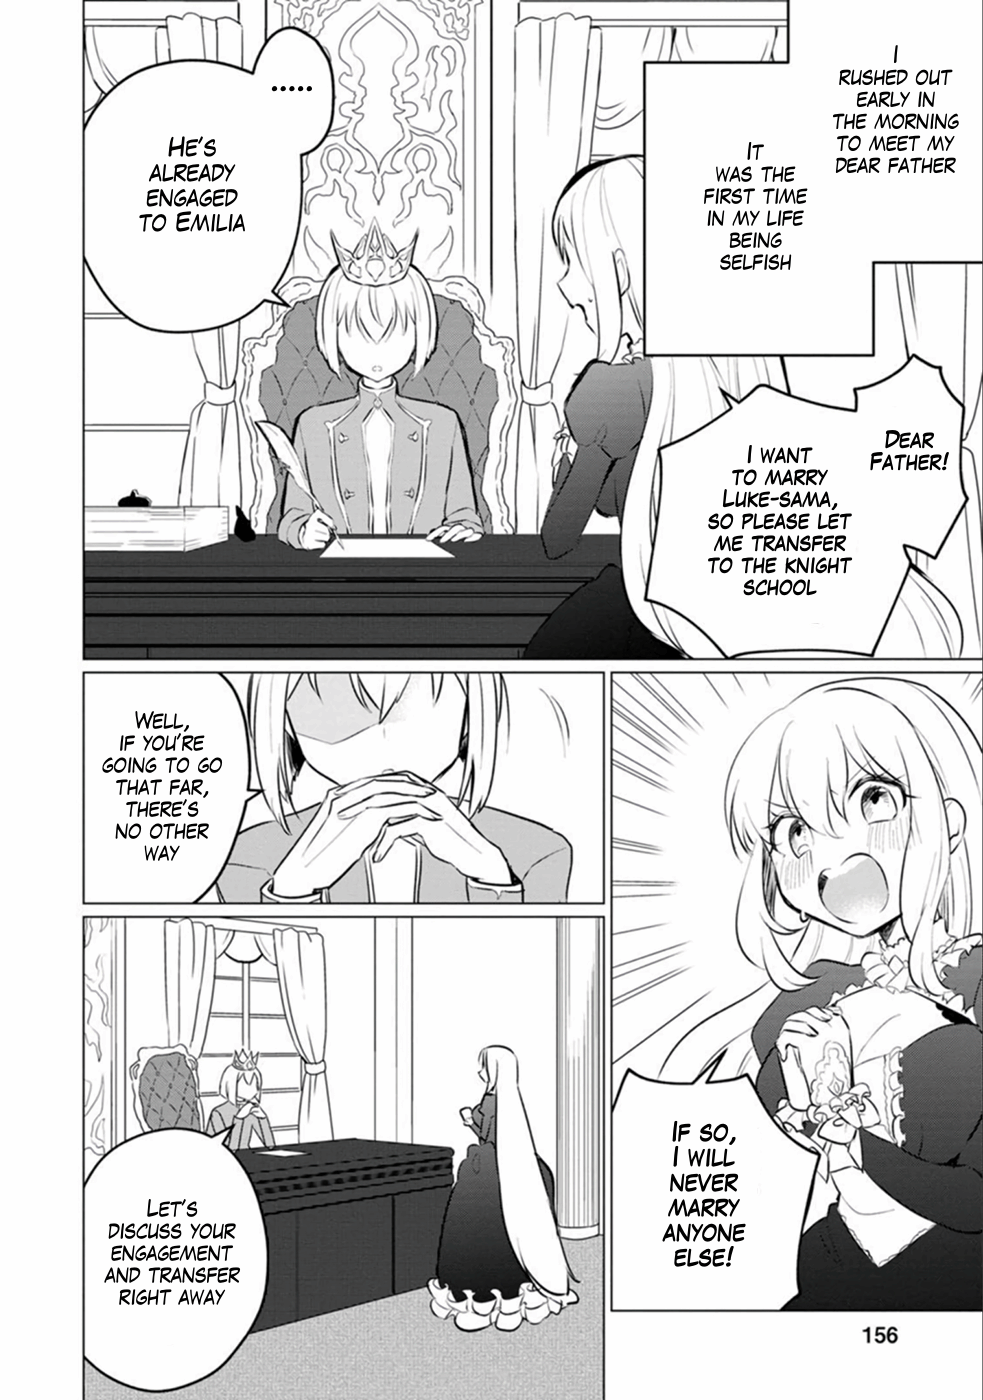 I
RUSHED OUT
EARLY IN
THE MORNING
TO MEET MY
DEAR FATHER
IT
WAS THE
FIRST TIME
IN MY LIFE
BEING
SELFISH
DEAR
FATHER!
I WANT
TO MARRY
LUKE-SAMA,
SO PLEASE LET
ME TRANSFER
TO THE KNIGHT
SCHOOL
.....
HE'S
ALREADY
ENGAGED
TO EMILIA
IF SO,
I WILL
NEVER
MARRY
ANYONE
ELSE!
WELL,
IF YOU'RE
GOING TO GO
THAT FAR,
THERE'S
NO OTHER
WAY
LET'S
DISCUSS YOUR
ENGAGEMENT
AND TRANSFER
RIGHT AWAY
156